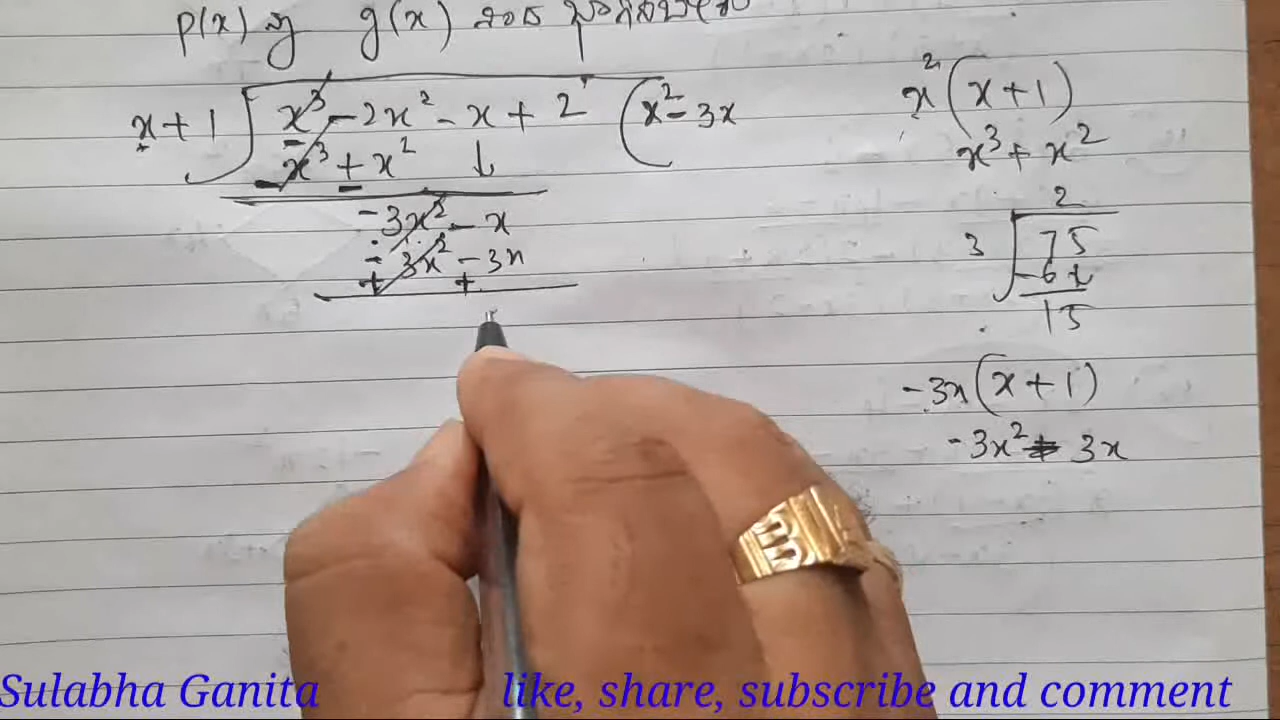 p(x) ನ್ನು g(x) ನಿಂದ
x + 1 x³ - 2x² - x + 2 ( x² - 3x
- x³ + x² ↓
-
-3x² - x
- 3x² - 3x
+ +
x² (x + 1)
x³ + x²
2
3 75
- 6
15
-3x (x + 1)
-3x² - 3x
Sulabha Ganita like, share, subscribe and comment